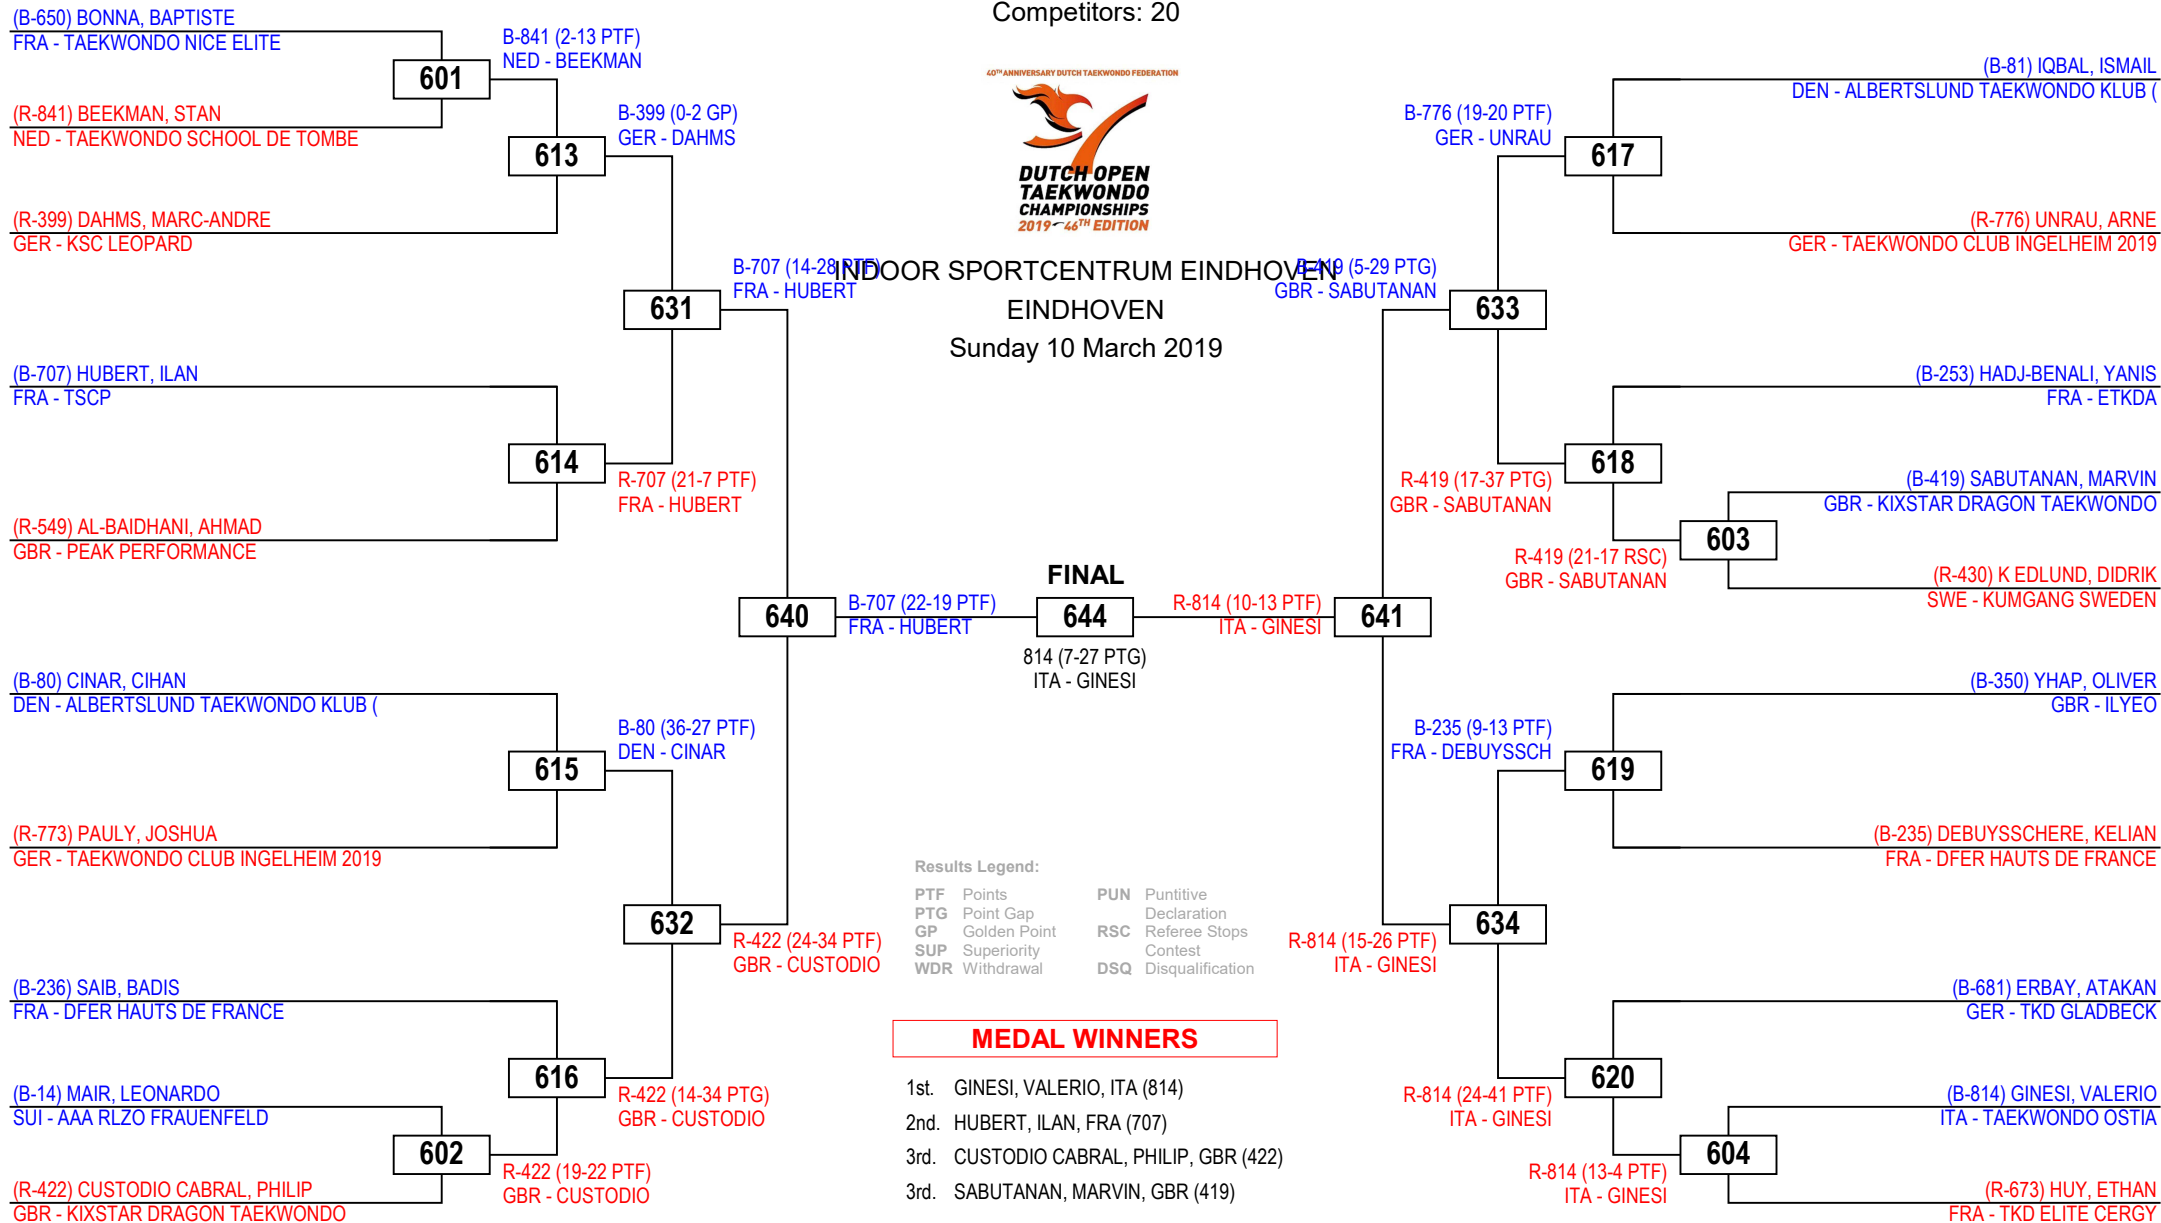 Competitors: 20
40TH ANNIVERSARY DUTCH TAEKWONDO FEDERATION
DUTCH OPEN
TAEKWONDO
CHAMPIONSHIPS
2019 - 46TH EDITION
INDOOR SPORTCENTRUM EINDHOVEN
EINDHOVEN
Sunday 10 March 2019
(B-650) BONNA, BAPTISTE
FRA - TAEKWONDO NICE ELITE
601
(R-841) BEEKMAN, STAN
NED - TAEKWONDO SCHOOL DE TOMBE
B-841 (2-13 PTF)
NED - BEEKMAN
613
(R-399) DAHMS, MARC-ANDRE
GER - KSC LEOPARD
B-399 (0-2 GP)
GER - DAHMS
631
B-707 (14-28 PTF)
FRA - HUBERT
(B-707) HUBERT, ILAN
FRA - TSCP
614
(R-549) AL-BAIDHANI, AHMAD
GBR - PEAK PERFORMANCE
R-707 (21-7 PTF)
FRA - HUBERT
640
B-707 (22-19 PTF)
FRA - HUBERT
(B-80) CINAR, CIHAN
DEN - ALBERTSLUND TAEKWONDO KLUB (
615
(R-773) PAULY, JOSHUA
GER - TAEKWONDO CLUB INGELHEIM 2019
B-80 (36-27 PTF)
DEN - CINAR
632
R-422 (24-34 PTF)
GBR - CUSTODIO
(B-236) SAIB, BADIS
FRA - DFER HAUTS DE FRANCE
616
R-422 (14-34 PTG)
GBR - CUSTODIO
(B-14) MAIR, LEONARDO
SUI - AAA RLZO FRAUENFELD
602
(R-422) CUSTODIO CABRAL, PHILIP
GBR - KIXSTAR DRAGON TAEKWONDO
R-422 (19-22 PTF)
GBR - CUSTODIO
FINAL
644
814 (7-27 PTG)
ITA - GINESI
R-814 (10-13 PTF)
ITA - GINESI
641
(B-81) IQBAL, ISMAIL
DEN - ALBERTSLUND TAEKWONDO KLUB (
617
(R-776) UNRAU, ARNE
GER - TAEKWONDO CLUB INGELHEIM 2019
B-776 (19-20 PTF)
GER - UNRAU
B-419 (5-29 PTG)
GBR - SABUTANAN
633
(B-253) HADJ-BENALI, YANIS
FRA - ETKDA
618
R-419 (17-37 PTG)
GBR - SABUTANAN
(B-419) SABUTANAN, MARVIN
GBR - KIXSTAR DRAGON TAEKWONDO
603
(R-430) K EDLUND, DIDRIK
SWE - KUMGANG SWEDEN
R-419 (21-17 RSC)
GBR - SABUTANAN
(B-350) YHAP, OLIVER
GBR - ILYEO
619
(B-235) DEBUYSSCHERE, KELIAN
FRA - DFER HAUTS DE FRANCE
B-235 (9-13 PTF)
FRA - DEBUYSSCH
634
R-814 (15-26 PTF)
ITA - GINESI
(B-681) ERBAY, ATAKAN
GER - TKD GLADBECK
620
R-814 (24-41 PTF)
ITA - GINESI
(B-814) GINESI, VALERIO
ITA - TAEKWONDO OSTIA
604
(R-673) HUY, ETHAN
FRA - TKD ELITE CERGY
R-814 (13-4 PTF)
ITA - GINESI
Results Legend:
PTF Points
PTG Point Gap
GP Golden Point
SUP Superiority
WDR Withdrawal
PUN Puntitive
Declaration
RSC Referee Stops
Contest
DSQ Disqualification
MEDAL WINNERS
1st. GINESI, VALERIO, ITA (814)
2nd. HUBERT, ILAN, FRA (707)
3rd. CUSTODIO CABRAL, PHILIP, GBR (422)
3rd. SABUTANAN, MARVIN, GBR (419)